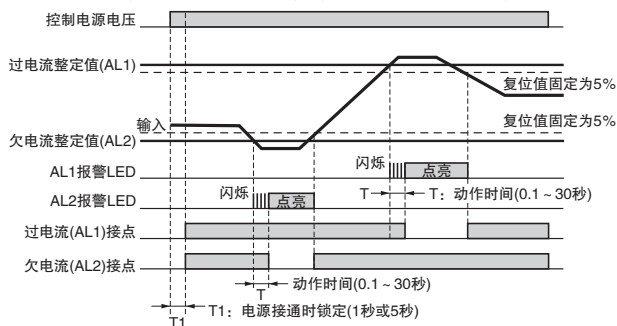 控制电源电压
过电流整定值(AL1)
复位值固定为5%
输入
复位值固定为5%
欠电流整定值(AL2)
AL1报警LED
闪烁
点亮
T
T：动作时间(0.1～30秒)
AL2报警LED
闪烁
点亮
过电流(AL1)接点
欠电流(AL2)接点
动作时间(0.1～30秒)
T
T1：电源接通时锁定(1秒或5秒)
T1